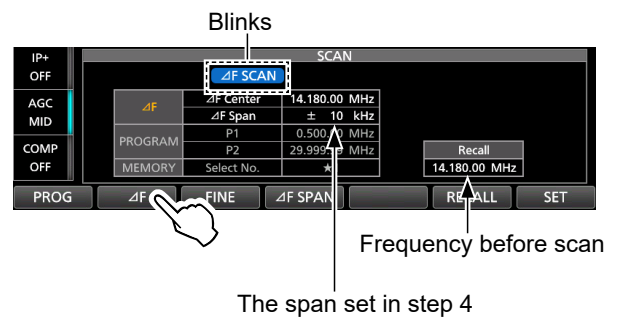 Blinks
IP+
OFF
SCAN
⊿F SCAN
AGC
MID
⊿F
⊿F Center 14.180.00 MHz
⊿F Span ± 10 kHz
COMP
OFF
PROGRAM
P1 0.500.00 MHz
P2 29.999.99 MHz
MEMORY Select No. ★
Recall
14.180.00 MHz
PROG ⊿F FINE ⊿F SPAN RECALL SET
Frequency before scan
The span set in step 4